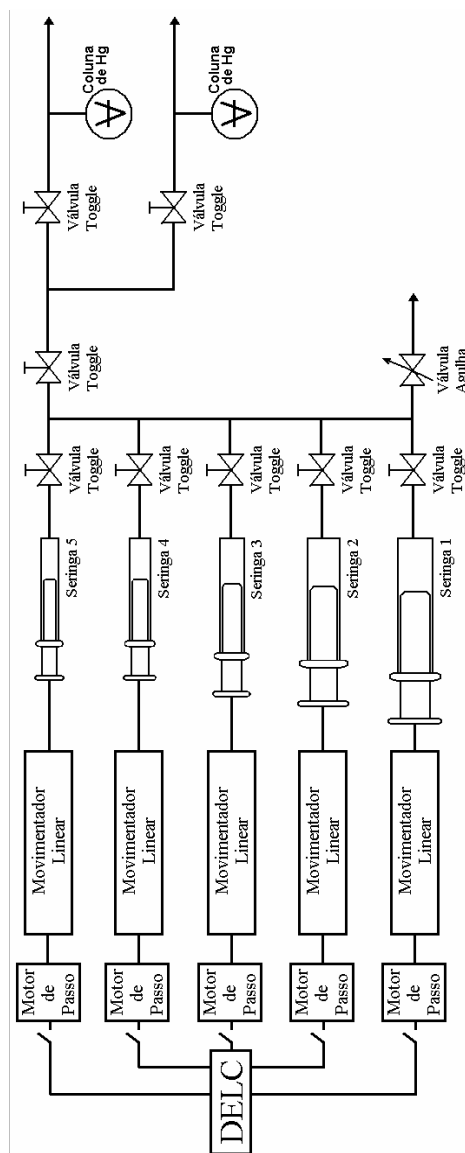 Motor
de
Passo
Movimentador
Linear
Seringa 5
Válvula
Toggle
Válvula
Toggle
Válvula
Toggle
Coluna
de Hg
Motor
de
Passo
Movimentador
Linear
Seringa 4
Válvula
Toggle
Válvula
Toggle
Coluna
de Hg
DELC
Motor
de
Passo
Movimentador
Linear
Seringa 3
Válvula
Toggle
Motor
de
Passo
Movimentador
Linear
Seringa 2
Válvula
Toggle
Motor
de
Passo
Movimentador
Linear
Seringa 1
Válvula
Toggle
Válvula
Agulha